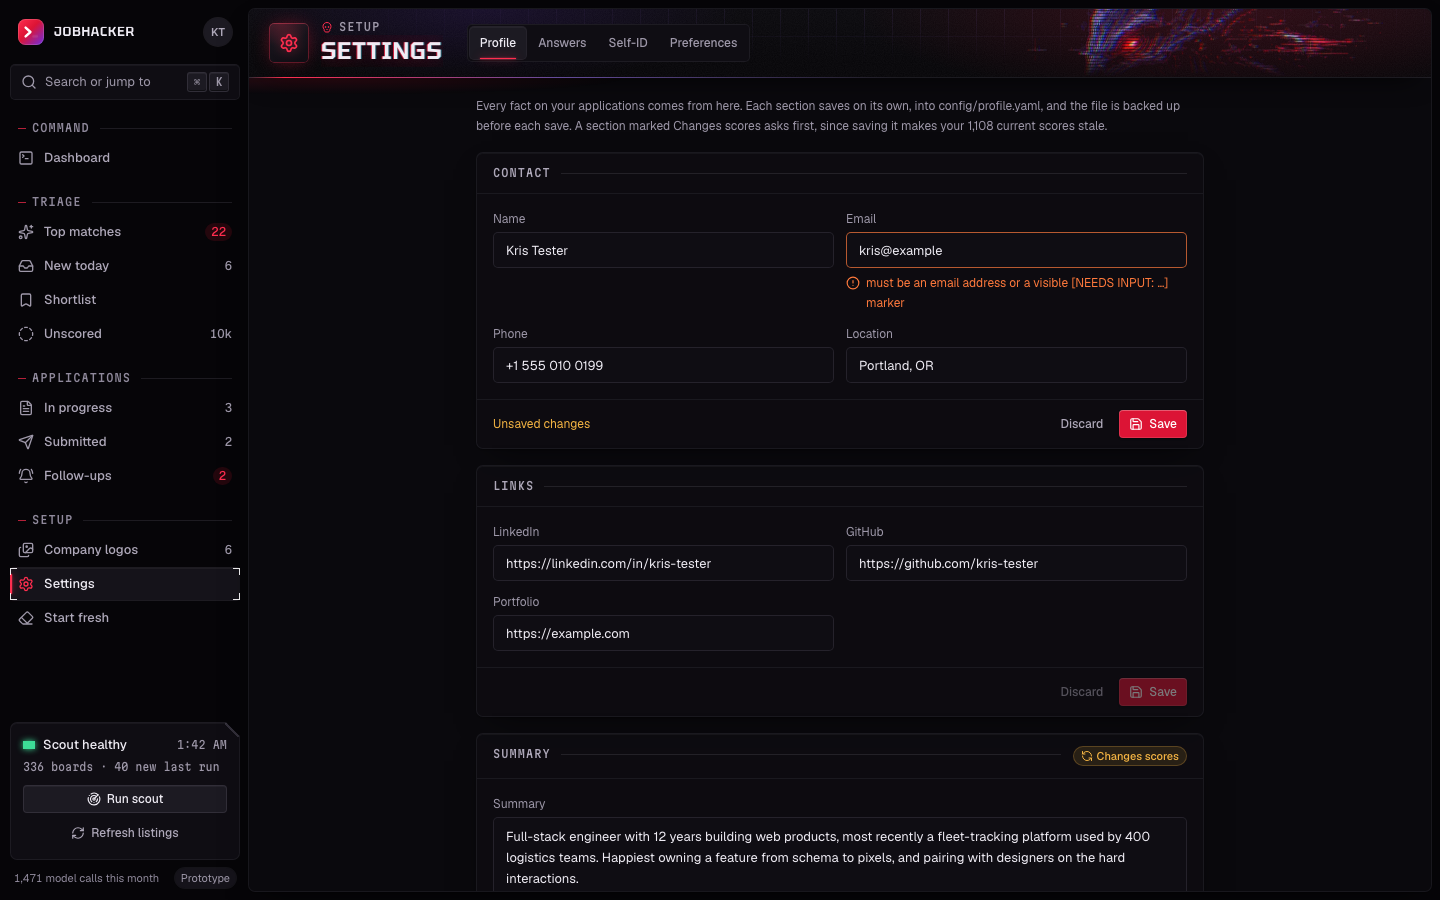 JOBHACKER
KT
Search or jump to
⌘ K
COMMAND
Dashboard
TRIAGE
Top matches 22
New today 6
Shortlist
Unscored 10k
APPLICATIONS
In progress 3
Submitted 2
Follow-ups 2
SETUP
Company logos 6
Settings
Start fresh
Scout healthy 1:42 AM
336 boards · 40 new last run
Run scout
Refresh listings
1,471 model calls this month Prototype
SETUP
SETTINGS
Profile Answers Self-ID Preferences
Every fact on your applications comes from here. Each section saves on its own, into config/profile.yaml, and the file is backed up
before each save. A section marked Changes scores asks first, since saving it makes your 1,108 current scores stale.
CONTACT
Name Email
Kris Tester kris@example
must be an email address or a visible [NEEDS INPUT: …]
marker
Phone Location
+1 555 010 0199 Portland, OR
Unsaved changes Discard Save
LINKS
LinkedIn GitHub
https://linkedin.com/in/kris-tester https://github.com/kris-tester
Portfolio
https://example.com
Discard Save
SUMMARY Changes scores
Summary
Full-stack engineer with 12 years building web products, most recently a fleet-tracking platform used by 400
logistics teams. Happiest owning a feature from schema to pixels, and pairing with designers on the hard
interactions.